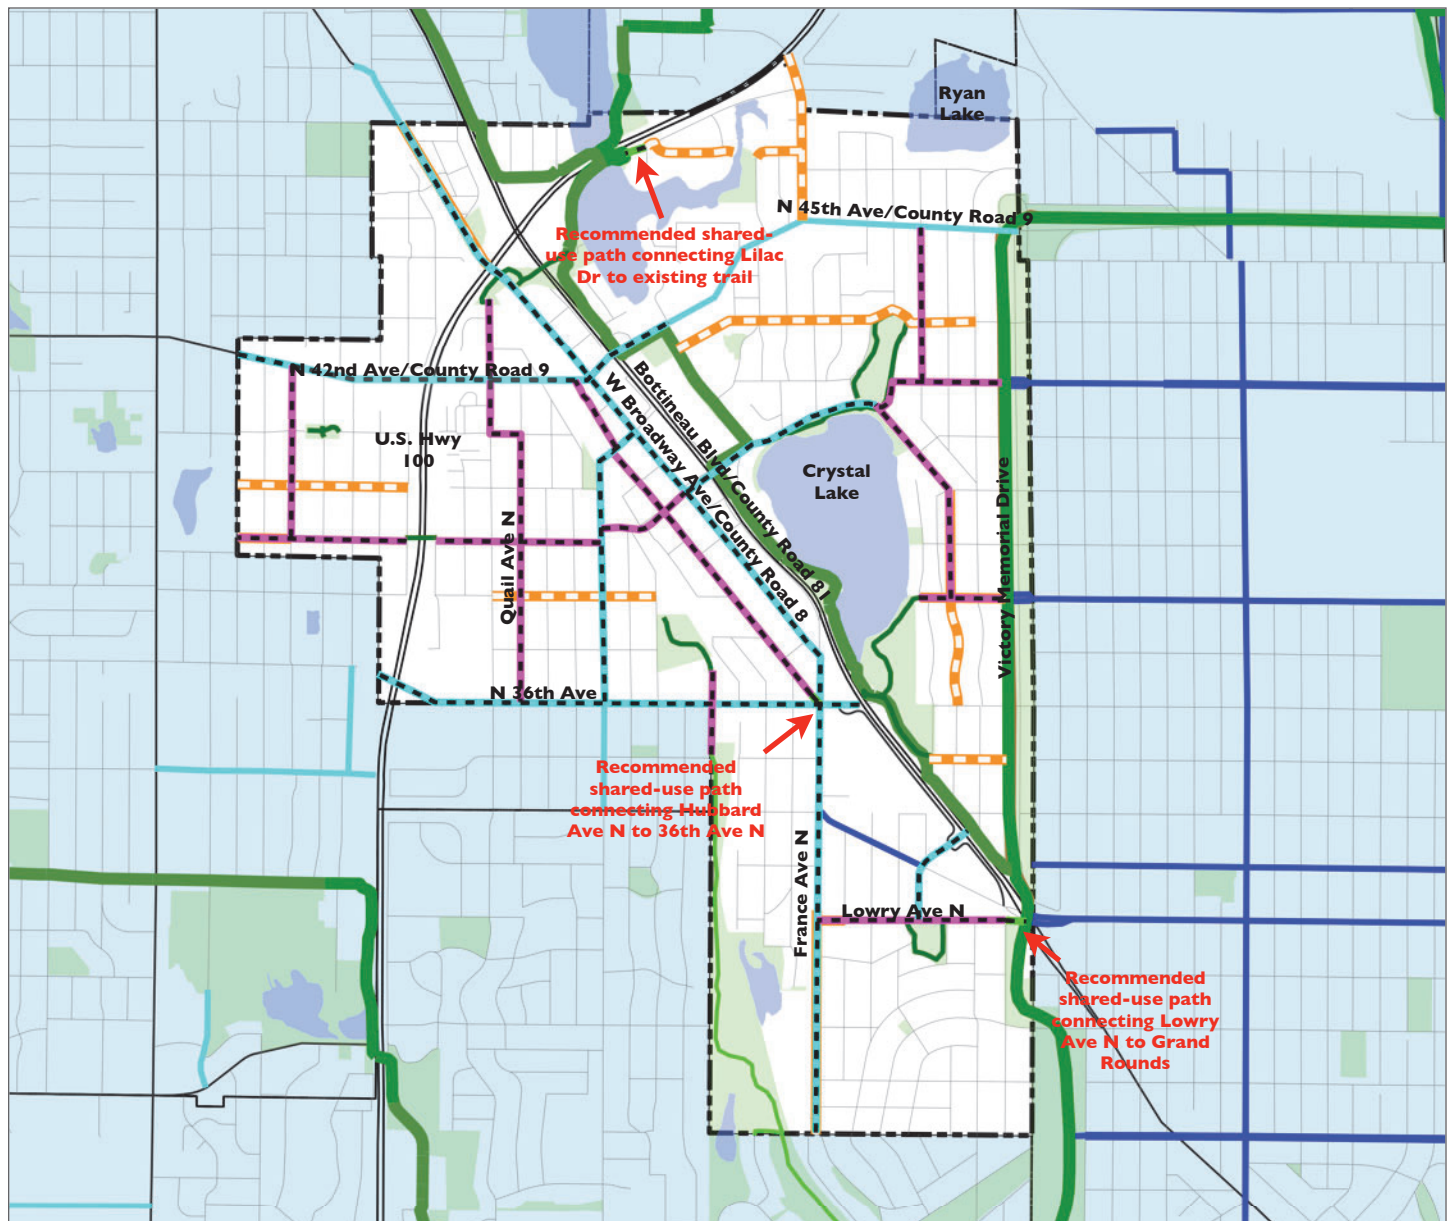 Ryan
Lake
N 45th Ave/County Road 9
Recommended shared-
use path connecting Lilac
Dr to existing trail
N 42nd Ave/County Road 9
Bottineau Blvd/County Road 81
W Broadway Ave/County Road 8
U.S. Hwy
100
Crystal
Lake
Victory Memorial Drive
Quail Ave N
N 36th Ave
Recommended
shared-use path
connecting Hubbard
Ave N to 36th Ave N
France Ave N
Lowry Ave N
Recommended
shared-use path
connecting Lowry
Ave N to Grand
Rounds